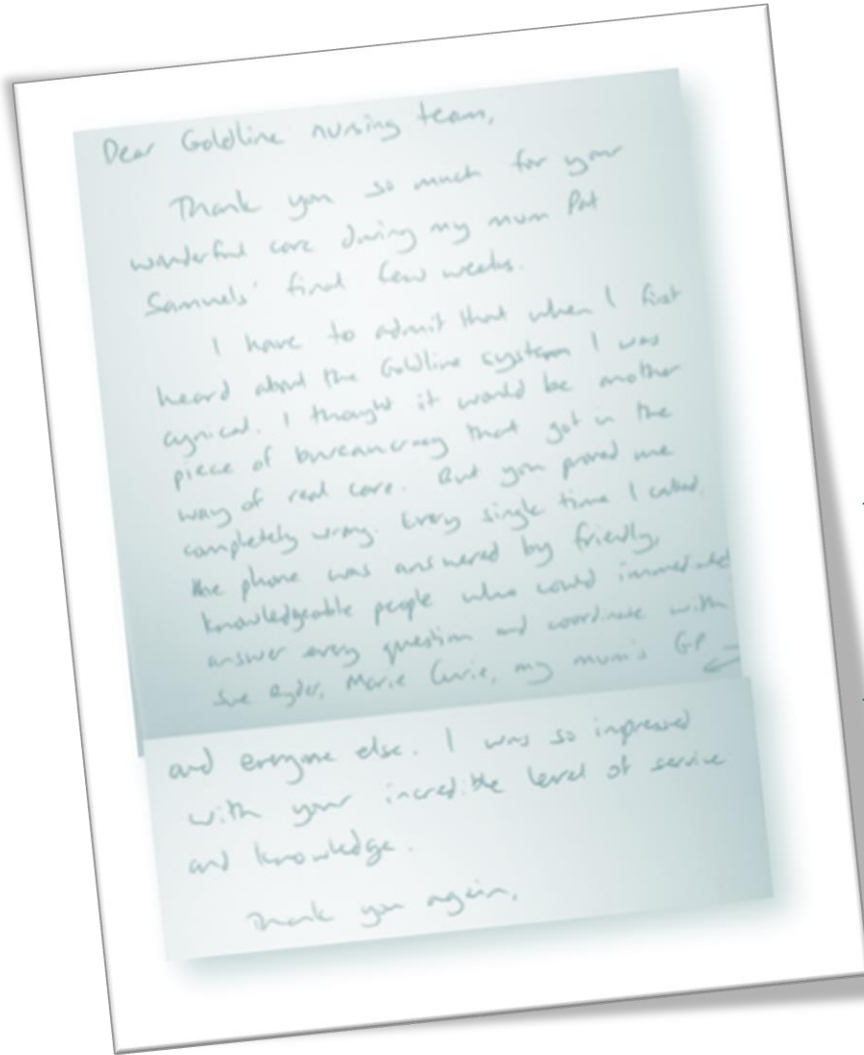 Dear Goldline nursing team,
Thank you so much for your
wonderful care during my mum Pat
Samuels' final few weeks.
I have to admit that when I first
heard about the Goldline system I was
cynical. I thought it would be another
piece of bureaucracy that got in the
way of real care. But you proved me
completely wrong. Every single time I called,
the phone was answered by friendly,
knowledgeable people who could immediately
answer every question and coordinate with
Sue Ryder, Marie Curie, my mum's GP
and everyone else. I was so impressed
with your incredible level of service
and knowledge.
Thank you again,